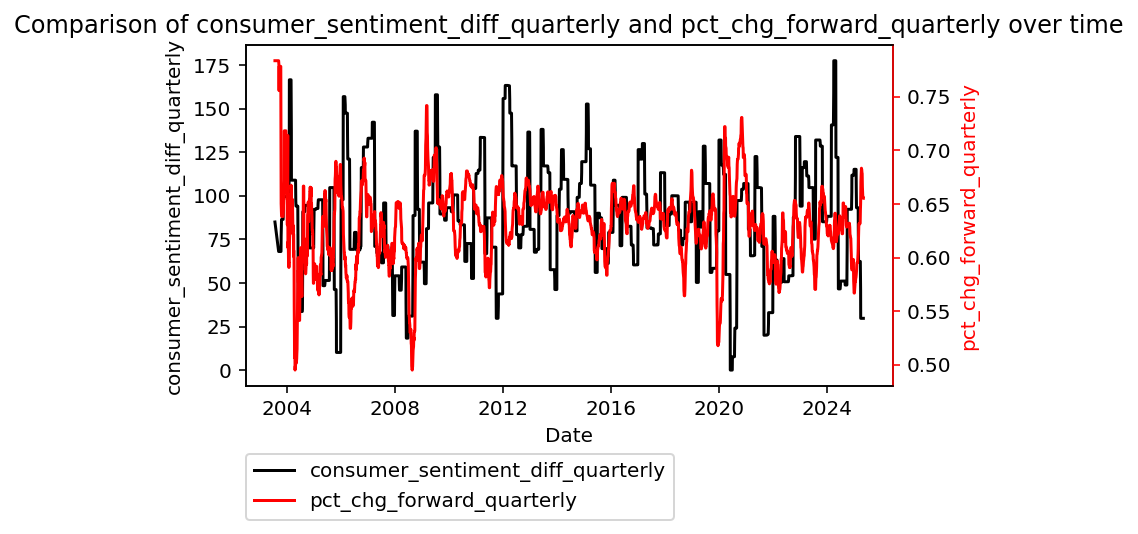 Comparison of consumer_sentiment_diff_quarterly and pct_chg_forward_quarterly over time
consumer_sentiment_diff_quarterly
175
150
125
100
75
50
25
0
0.75
0.70
0.65
0.60
0.55
0.50
pct_chg_forward_quarterly
2004 2008 2012 2016 2020 2024
Date
consumer_sentiment_diff_quarterly
pct_chg_forward_quarterly